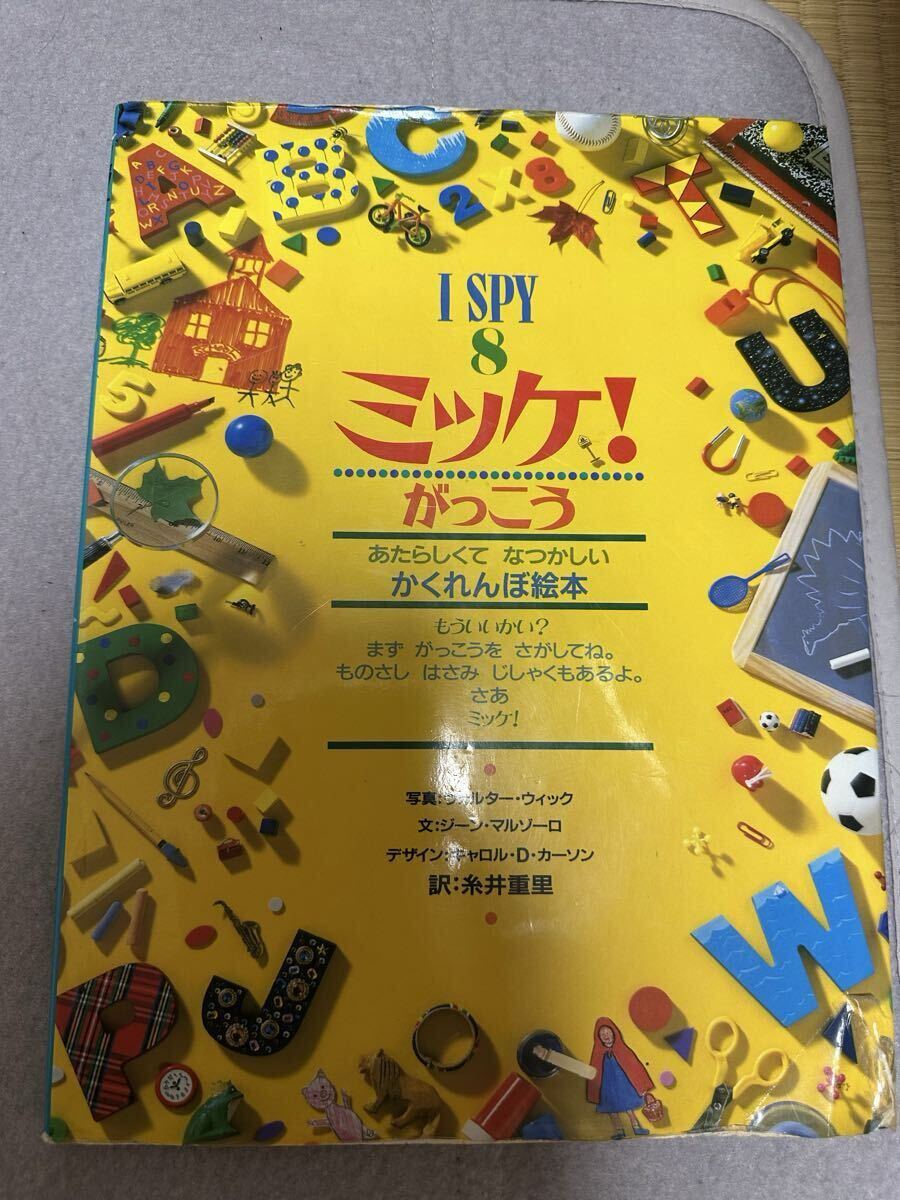 I SPY
8
ミッケ!
がっこう
あたらしくて なつかしい
かくれんぼ絵本
もういいかい?
まず がっこうを さがしてね。
ものさし はさみ じしゃくもあるよ。
さあ
ミッケ!
写真:ウォルター・ウィック
文:ジーン・マルゾーロ
デザイン:キャロル・D・カーソン
訳:糸井重里
A
B
C
2
8
5
U
D
J
W